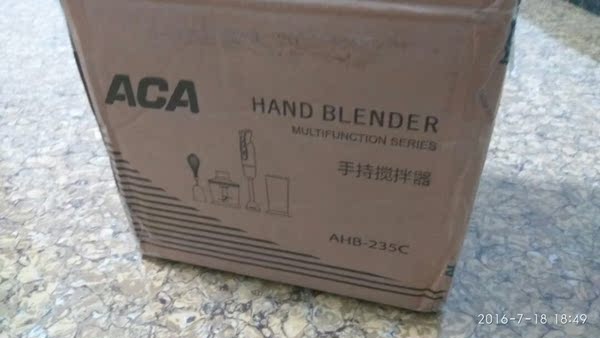 ACA
HAND BLENDER
MULTIFUNCTION SERIES
手持搅拌器
AHB-235C
2016-7-18 18:49